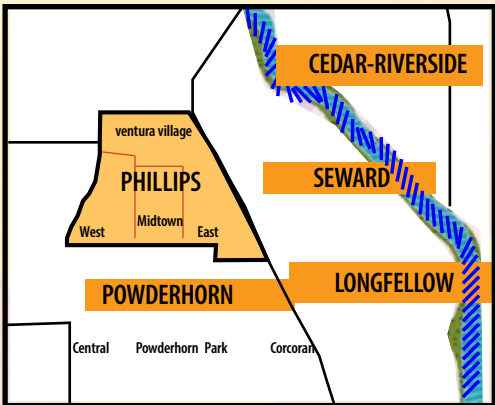 CEDAR-RIVERSIDE
ventura village
PHILLIPS
SEWARD
Midtown
West
East
LONGFELLOW
POWDERHORN
Central
Powderhorn Park
Corcoran